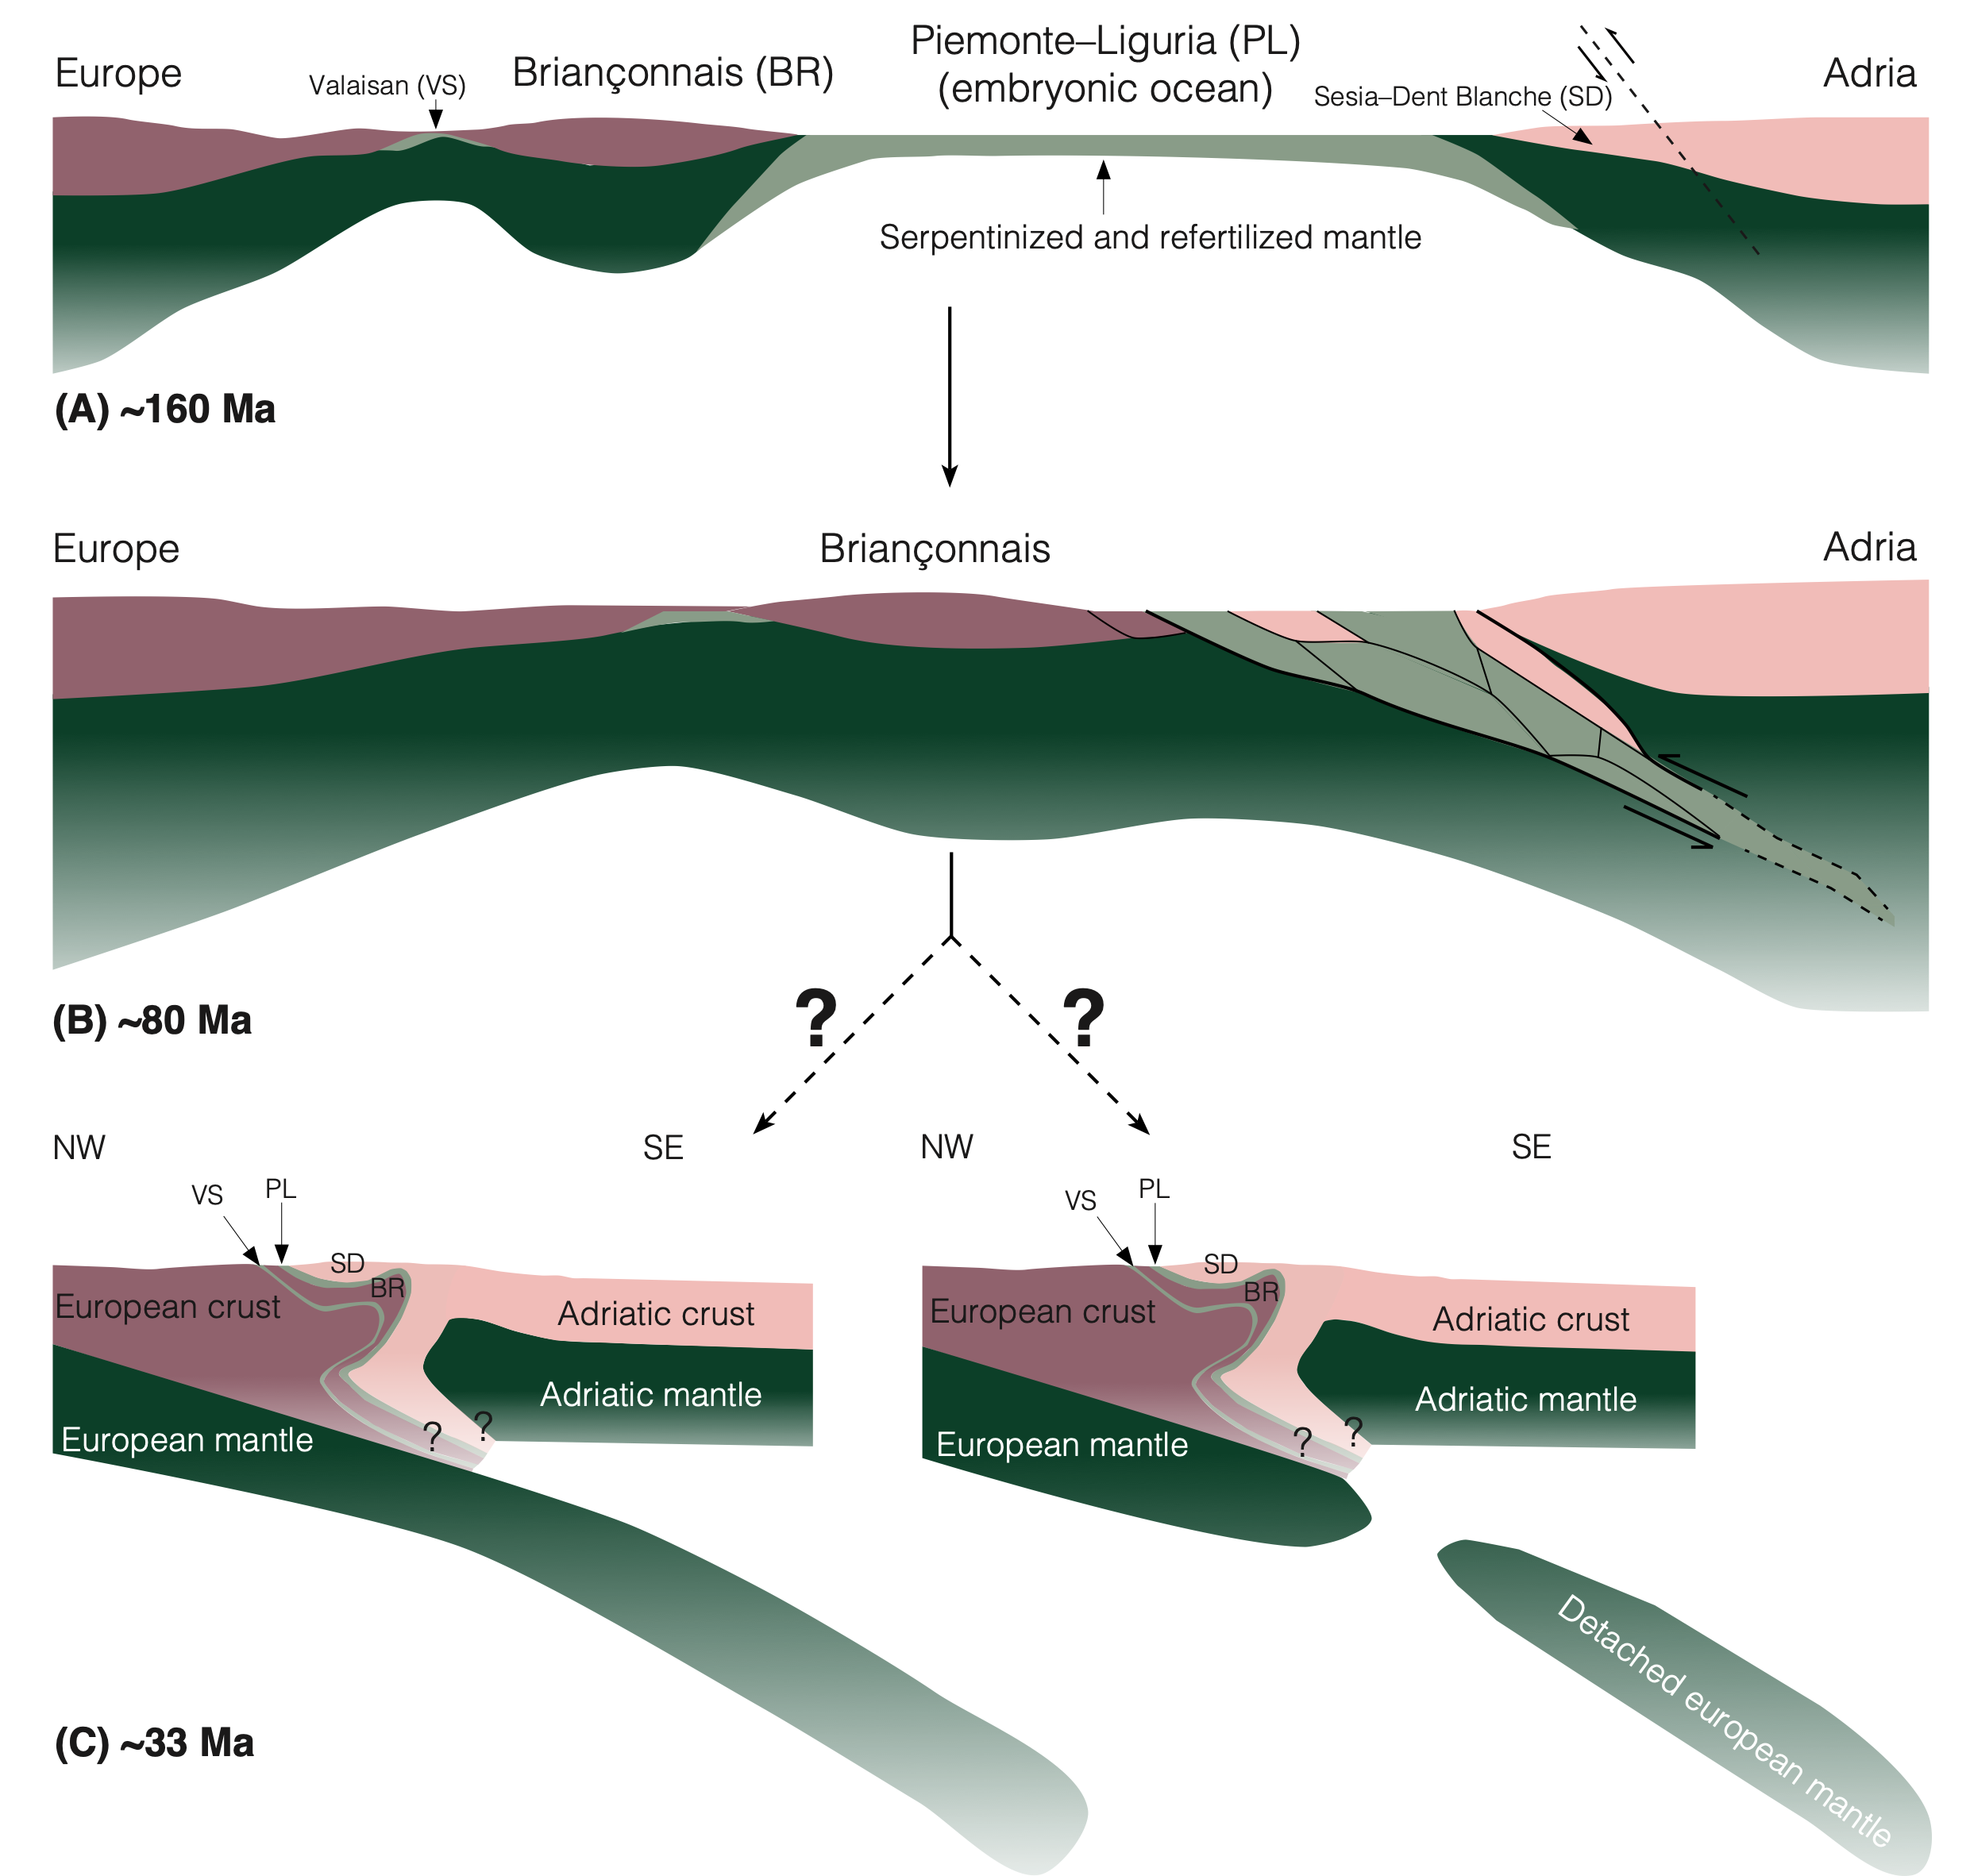 Europe
Valaisan (VS)
Briançonnais (BR)
Piemonte–Liguria (PL)
(embryonic ocean)
Sesia–Dent Blanche (SD)
Adria
Serpentinized and refertilized mantle
(A) ~160 Ma
Europe
Briançonnais
Adria
(B) ~80 Ma
?
?
NW
SE
VS
PL
SD
BR
European crust
Adriatic crust
Adriatic mantle
European mantle
?
?
NW
SE
VS
PL
SD
BR
European crust
Adriatic crust
Adriatic mantle
European mantle
?
?
Detached european mantle
(C) ~33 Ma